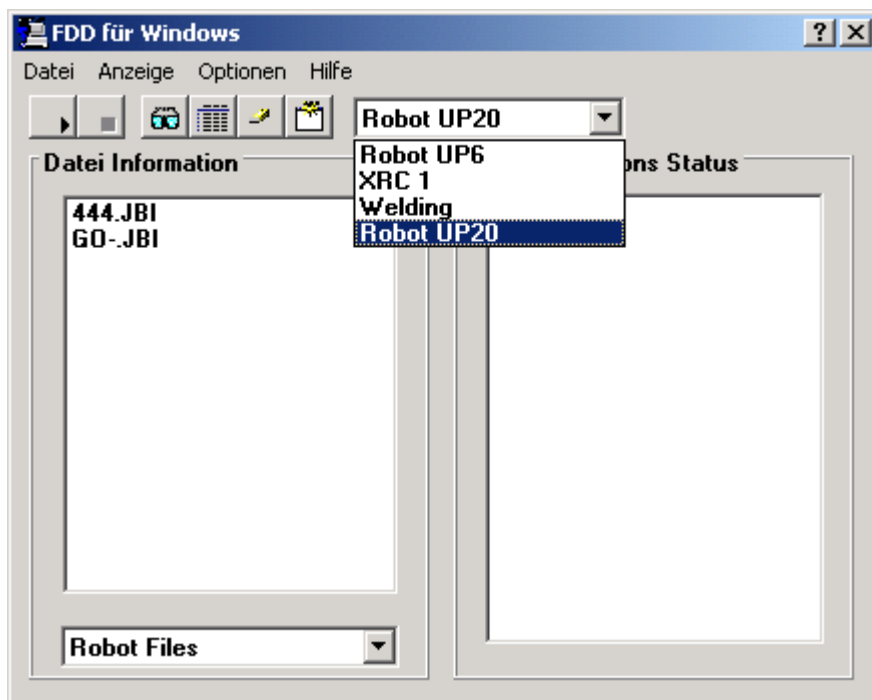 FDD für Windows
Datei Anzeige Optionen Hilfe
Robot UP20
Robot UP6
XRC 1
Welding
Robot UP20
Datei Information
ons Status
444.JBI
GO-.JBI
Robot Files